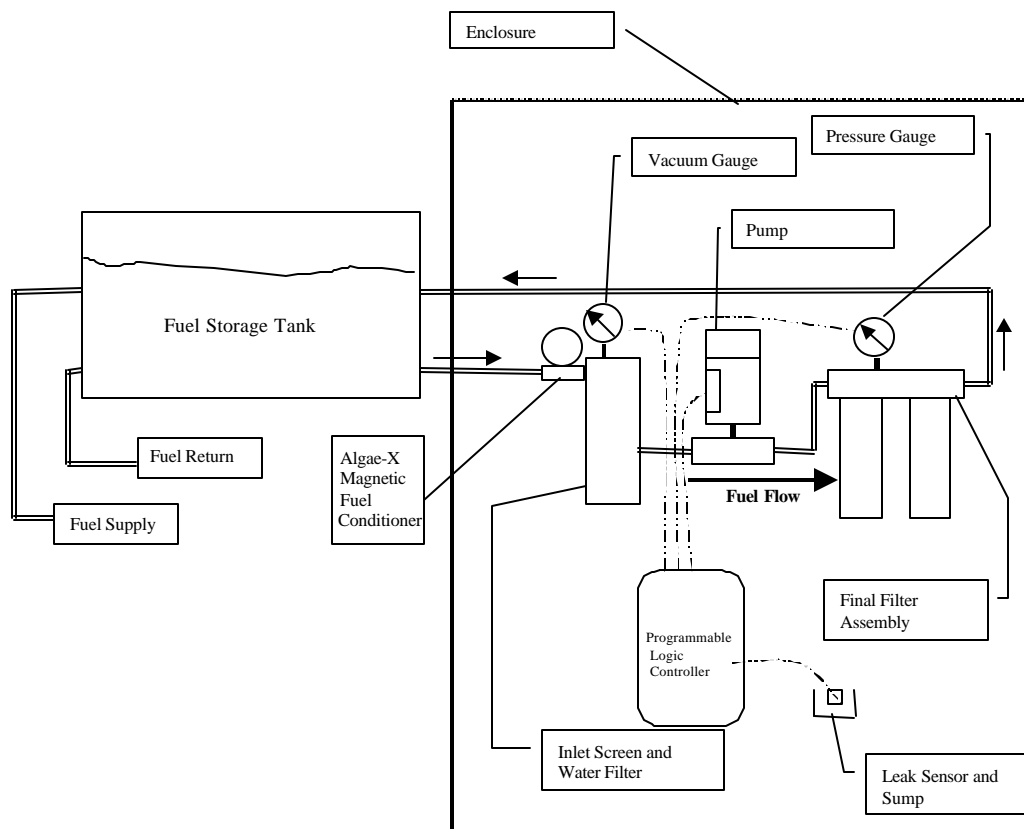 Enclosure
Pressure Gauge
Vacuum Gauge
Pump
Fuel Storage Tank
Fuel Return
Algae-X
Magnetic
Fuel
Conditioner
Fuel Flow
Fuel Supply
Final Filter
Assembly
Programmable
Logic
Controller
Inlet Screen and
Water Filter
Leak Sensor and
Sump